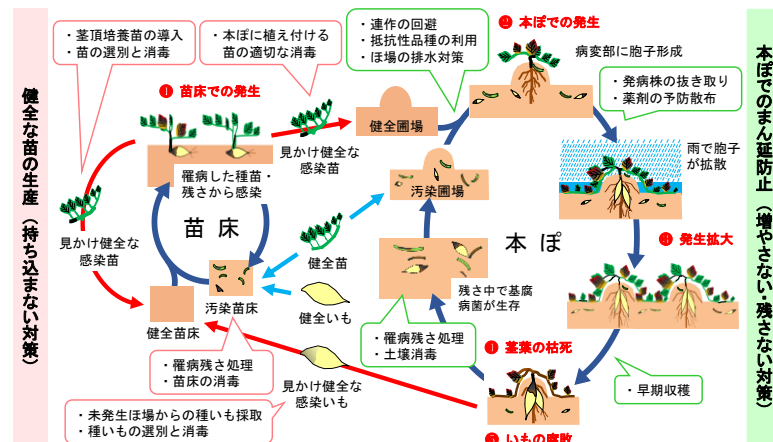 健全な苗の生産（持ち込まない対策）
・茎頂培養苗の導入
・苗の選別と消毒
・本ぽに植え付ける
苗の適切な消毒
・連作の回避
・抵抗性品種の利用
・ほ場の排水対策
❷ 本ぽでの発生
病変部に胞子形成
・発病株の抜き取り
・薬剤の予防散布
❶ 苗床での発生
健全圃場
見かけ健全な
感染苗
雨で胞子
が拡散
罹病した種苗・
残さから感染
汚染圃場
苗 床
本 ぽ
見かけ健全な
感染苗
健全苗
発生拡大
残さ中で基腐
病菌が生存
汚染苗床
健全いも
健全苗床
・罹病残さ処理
・土壌消毒
茎葉の枯死
・罹病残さ処理
・苗床の消毒
見かけ健全な
感染いも
・早期収穫
・未発生ほ場からの種いも採取
・種いもの選別と消毒
いもの腐敗
本ぽでのまん延防止（増やさない・残さない対策）